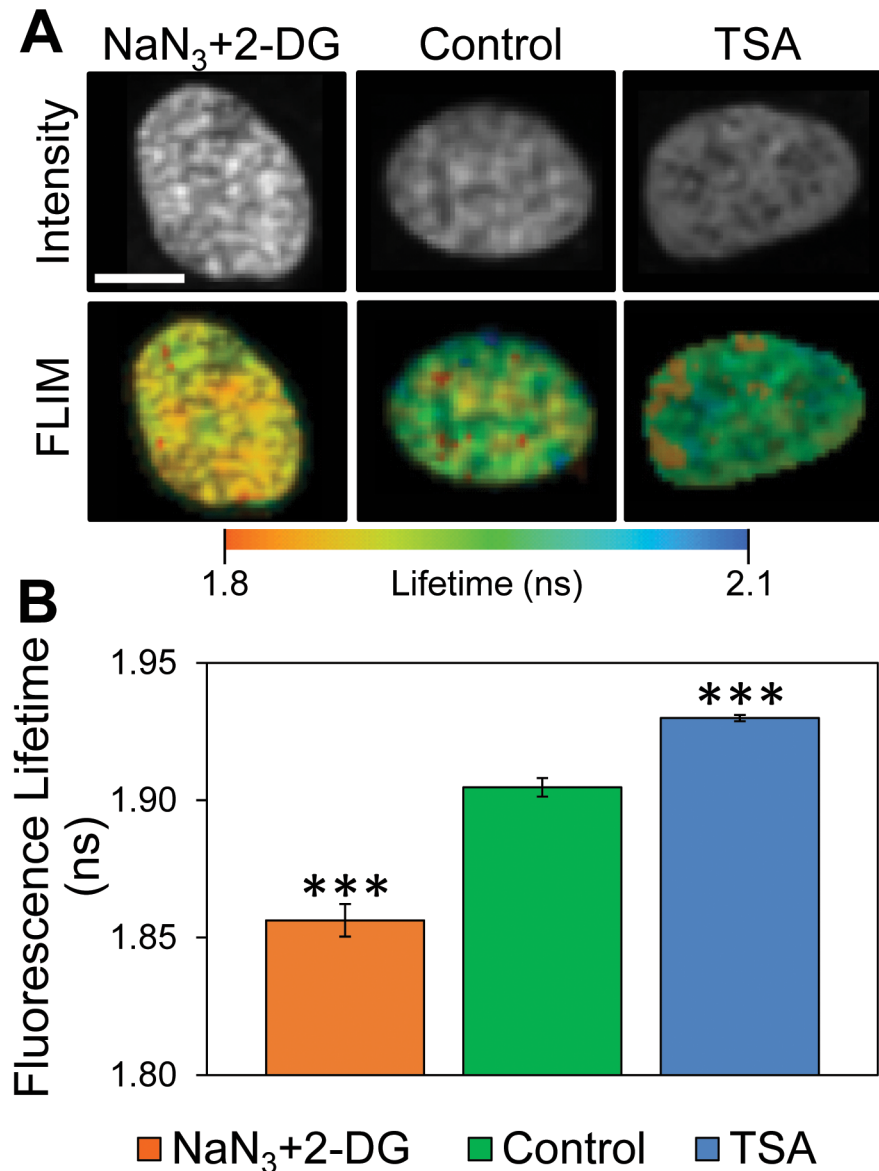 A
NaN₃+2-DG Control TSA
Intensity
FLIM
1.8 Lifetime (ns) 2.1
B
Fluorescence Lifetime
(ns)
1.95
1.90
1.85
1.80
***
***
NaN₃+2-DG Control TSA